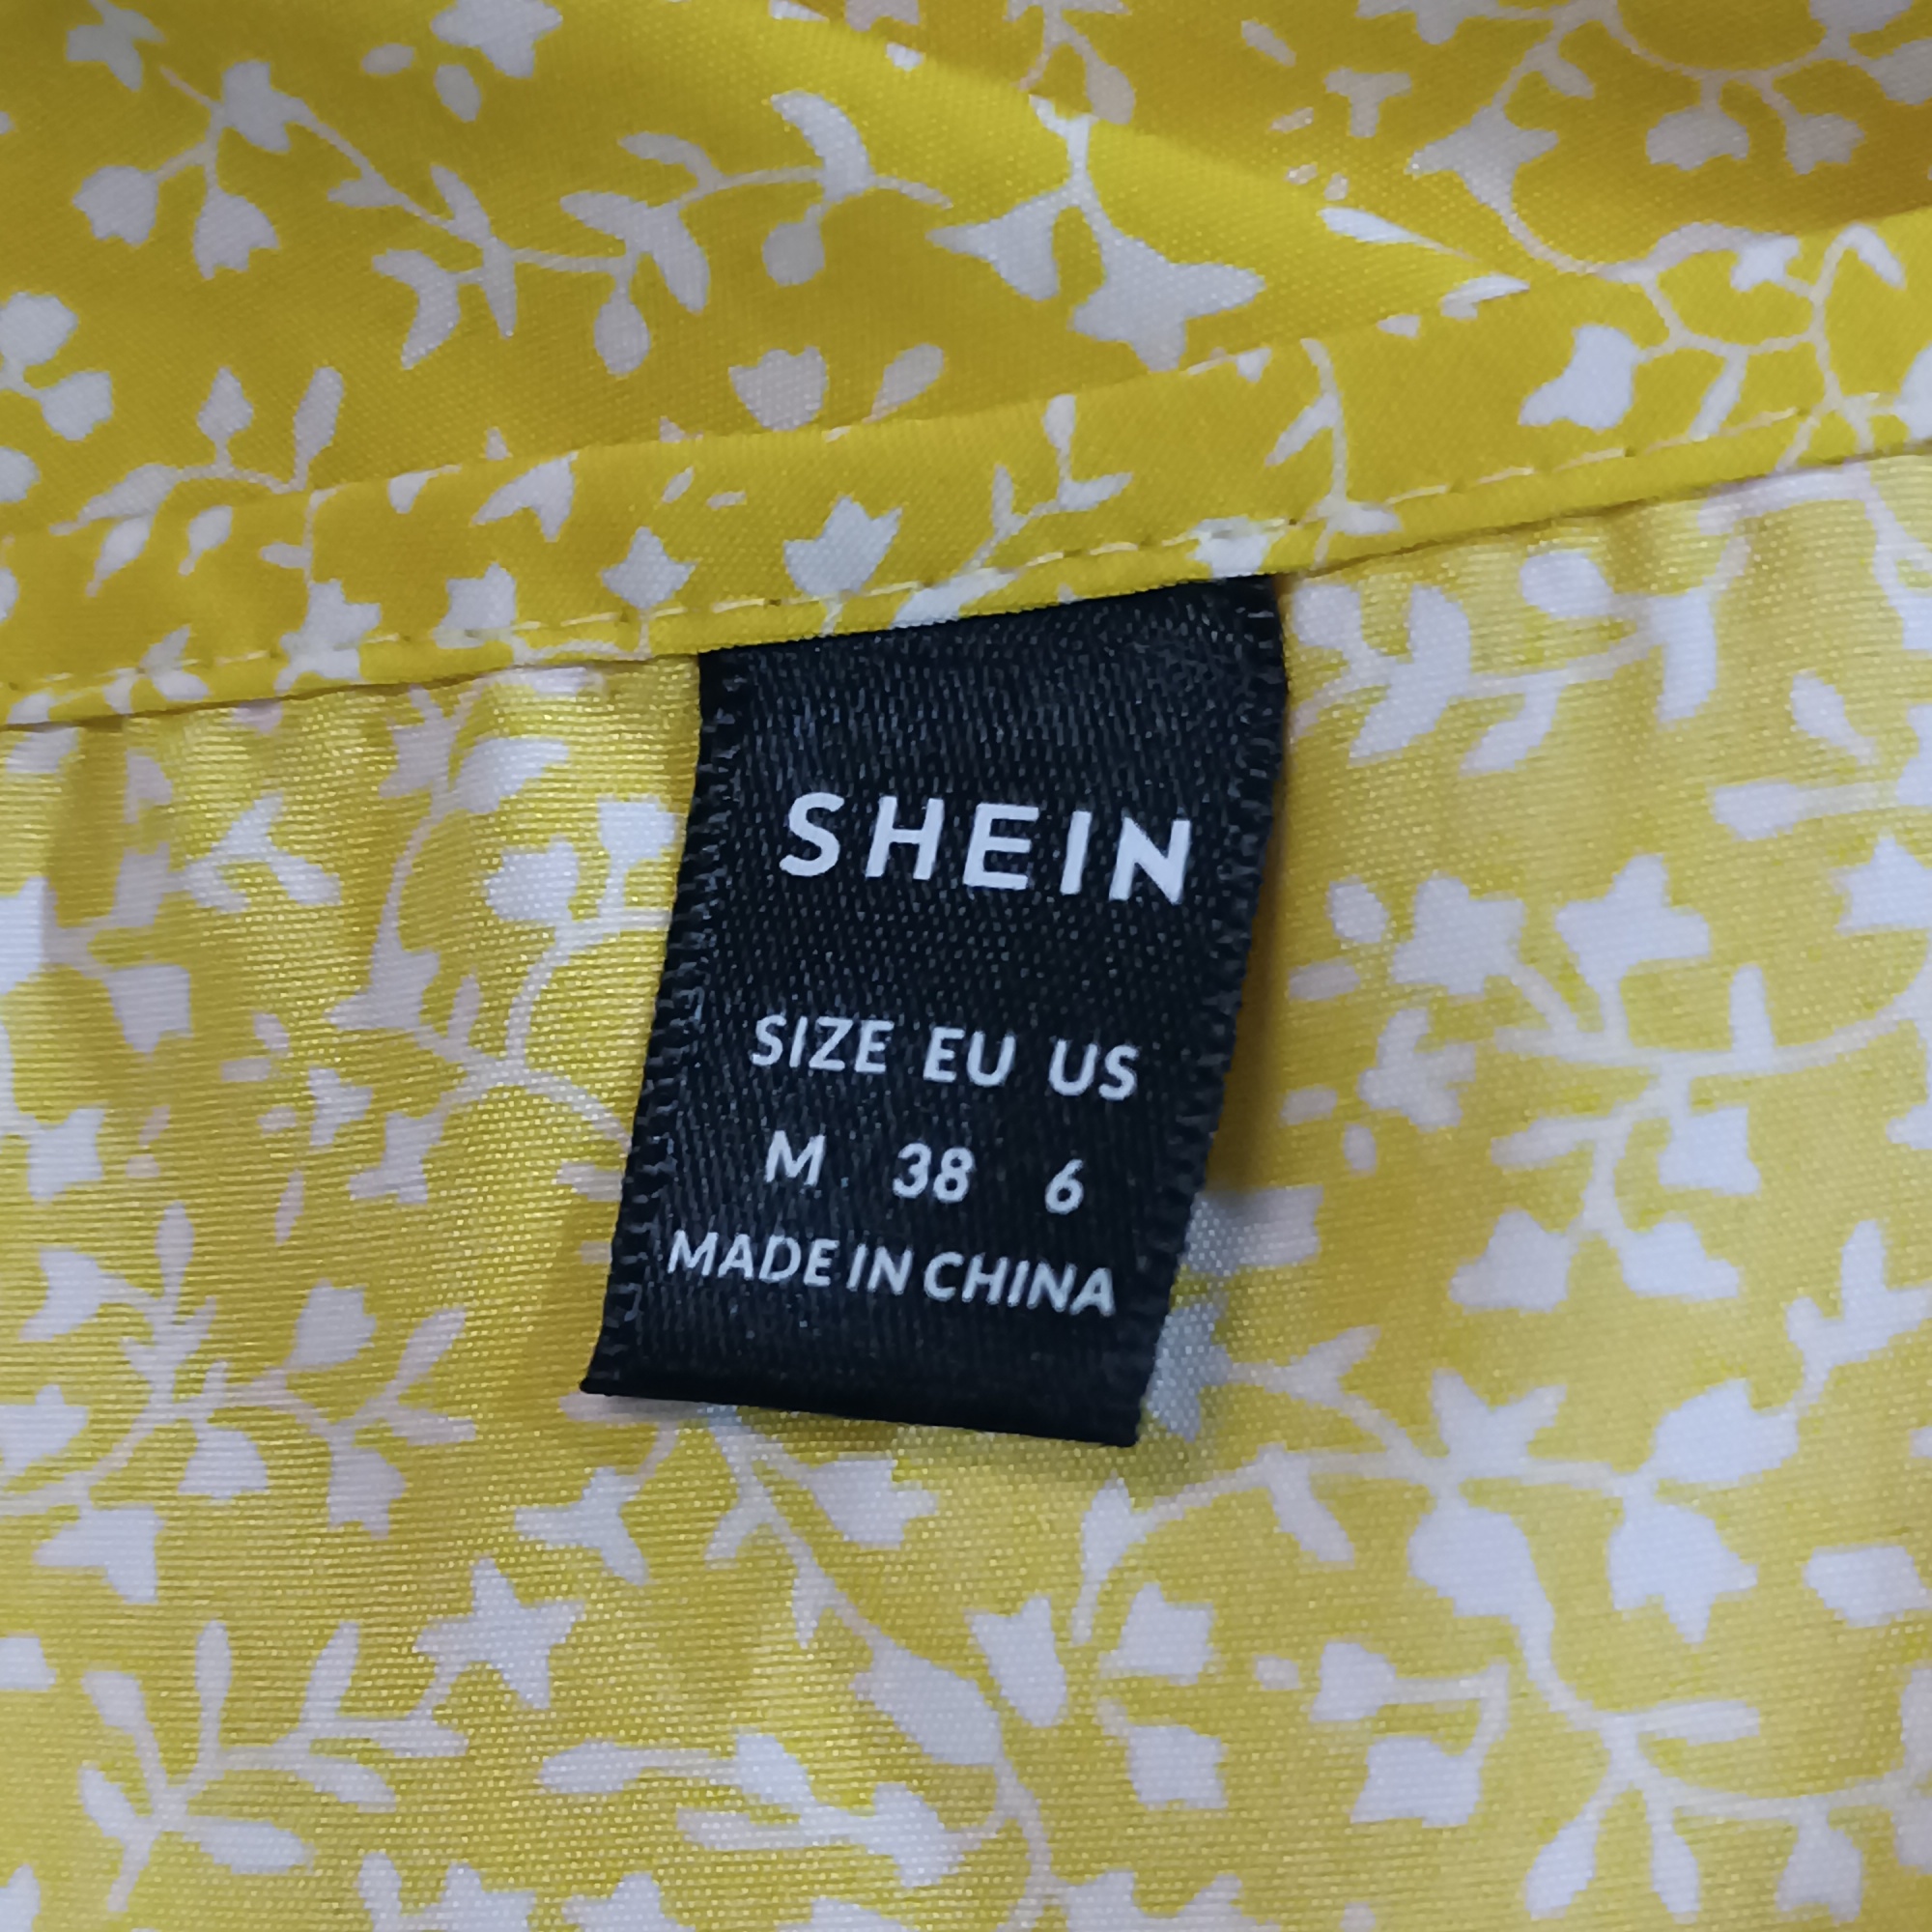 SHEIN
SIZE EU US
M 38 6
MADE IN CHINA